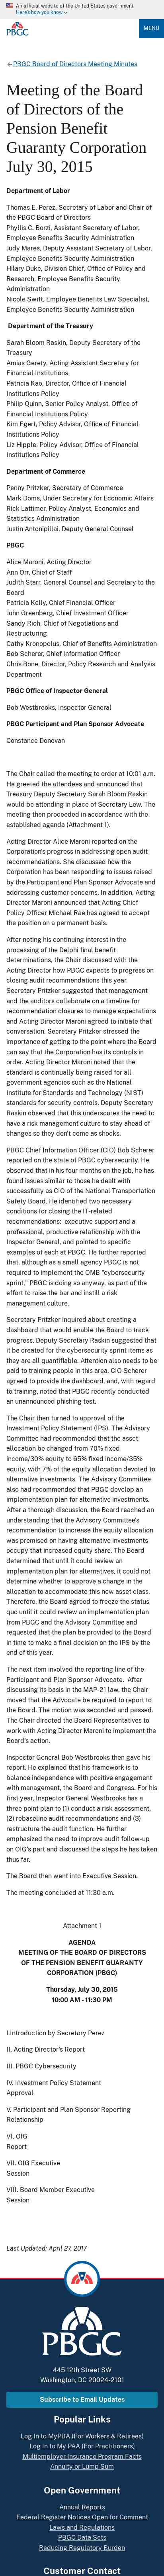 An official website of the United States government
Here's how you know
PBGC
MENU
PBGC Board of Directors Meeting Minutes
Meeting of the Board
of Directors of the
Pension Benefit
Guaranty Corporation
July 30, 2015
Department of Labor
Thomas E. Perez, Secretary of Labor and Chair of
the PBGC Board of Directors
Phyllis C. Borzi, Assistant Secretary of Labor,
Employee Benefits Security Administration
Judy Mares, Deputy Assistant Secretary of Labor,
Employee Benefits Security Administration
Hilary Duke, Division Chief, Office of Policy and
Research, Employee Benefits Security
Administration
Nicole Swift, Employee Benefits Law Specialist,
Employee Benefits Security Administration
Department of the Treasury
Sarah Bloom Raskin, Deputy Secretary of the
Treasury
Amias Gerety, Acting Assistant Secretary for
Financial Institutions
Patricia Kao, Director, Office of Financial
Institutions Policy
Philip Quinn, Senior Policy Analyst, Office of
Financial Institutions Policy
Kim Egert, Policy Advisor, Office of Financial
Institutions Policy
Liz Hipple, Policy Advisor, Office of Financial
Institutions Policy
Department of Commerce
Penny Pritzker, Secretary of Commerce
Mark Doms, Under Secretary for Economic Affairs
Rick Lattimer, Policy Analyst, Economics and
Statistics Administration
Justin Antonipillai, Deputy General Counsel
PBGC
Alice Maroni, Acting Director
Ann Orr, Chief of Staff
Judith Starr, General Counsel and Secretary to the
Board
Patricia Kelly, Chief Financial Officer
John Greenberg, Chief Investment Officer
Sandy Rich, Chief of Negotiations and
Restructuring
Cathy Kronopolus, Chief of Benefits Administration
Bob Scherer, Chief Information Officer
Chris Bone, Director, Policy Research and Analysis
Department
PBGC Office of Inspector General
Bob Westbrooks, Inspector General
PBGC Participant and Plan Sponsor Advocate
Constance Donovan
The Chair called the meeting to order at 10:01 a.m.
He greeted the attendees and announced that
Treasury Deputy Secretary Sarah Bloom Raskin
would be attending in place of Secretary Lew. The
meeting then proceeded in accordance with the
established agenda (Attachment 1).
Acting Director Alice Maroni reported on the
Corporation's progress in addressing open audit
recommendations. She discussed how the
Corporation has been responding to issues raised
by the Participant and Plan Sponsor Advocate and
addressing customer concerns. In addition, Acting
Director Maroni announced that Acting Chief
Policy Officer Michael Rae has agreed to accept
the position on a permanent basis.
After noting his continuing interest in the
processing of the Delphi final benefit
determinations, the Chair discussed with the
Acting Director how PBGC expects to progress on
closing audit recommendations this year.
Secretary Pritzker suggested that management
and the auditors collaborate on a metric for
recommendation closures to manage expectations
and Acting Director Maroni agreed to initiate that
conversation. Secretary Pritzker stressed the
importance of getting to the point where the Board
can say that the Corporation has its controls in
order. Acting Director Maroni noted that risk is
becoming a central topic of conversation at all
government agencies such as the National
Institute for Standards and Technology (NIST)
standards for security controls, Deputy Secretary
Raskin observed that this underscored the need to
have a risk management culture to stay ahead of
changes so they don't come as shocks.
PBGC Chief Information Officer (CIO) Bob Scherer
reported on the state of PBGC cybersecurity. He
observed that in his four months on the job, he has
found issues similar to those he dealt with
successfully as CIO of the National Transportation
Safety Board. He identified two necessary
conditions for closing the IT-related
recommendations: executive support and a
professional, productive relationship with the
Inspector General, and pointed to specific
examples of each at PBGC. He further reported
that, although as a small agency PBGC is not
required to implement the OMB "cybersecurity
sprint," PBGC is doing so anyway, as part of the
effort to raise the bar and instill a risk
management culture.
Secretary Pritzker inquired about creating a
dashboard that would enable the Board to track
progress. Deputy Secretary Raskin suggested that
all components of the cybersecurity sprint items
as they are all quantifiable. Attention also needs to be
paid to the interim milestones in this area. CIO Scherer
agree to provide such a dashboard, and, with regard
to training, noted that PBGC recently conducted
an unannounced phishing test.
The Chair then turned to approval of the
Investment Policy Statement (IPS). The Advisory
Committee had recommended that the asset
allocation be changed from 70% fixed
income/30% equity to 65% fixed income/35%
equity, with 7% of the equity allocation devoted to
alternative investments. The Advisory Committee
also had recommended that PBGC develop an
implementation plan for alternative investments.
After a thorough discussion, the Board reached an
understanding that the Advisory Committee's
recommendation to increase the equity allocation
was premised on having an alternative strategy to
accompany that increased equity share. The Board
decided that until it could review an
implementation plan for alternatives, it could not
determine whether to approve a change in the
allocation to accommodate that new asset class.
Therefore, the Board agreed to freeze the status
quo until it could review an implementation plan
from PBGC and the Advisory Committee and
requested that the plan be provided to the Board
in time to make a final decision on the IPS by the
end of this year.
The next item involved the reporting line of the
Participant and Plan Sponsor Advocate. After
discussing its basis in the MAP-21 law, the Chair
moved that the Advocate be required to report to
the Board. The motion was seconded and passed.
The Chair directed the Board Representatives to
work with Acting Director Maroni to implement the
Board's action.
Inspector General Bob Westbrooks then gave his
report. He explained that his framework is to
balance independence with positive engagement
with management, the Board and Congress. For his
first year, Inspector General Westbrooks has a
three point plan to (1) conduct a risk assessment,
(2) rebaseline audit recommendations and (3)
restructure the audit function. He further
emphasized the need to improve audit follow-up
on OIG's part and discussed the steps he has taken
thus far.
The Board then went into Executive Session.
The meeting concluded at 11:30 a.m.
Attachment 1
AGENDA
MEETING OF THE BOARD OF DIRECTORS
OF THE PENSION BENEFIT GUARANTY
CORPORATION (PBGC)
Thursday, July 30, 2015
10:00 AM - 11:30 PM
I.Introduction by Secretary Perez
II. Acting Director's Report
III. PBGC Cybersecurity
IV. Investment Policy Statement
Approval
V. Participant and Plan Sponsor Reporting
Relationship
VI. OIG
Report
VII. OIG Executive
Session
VIII. Board Member Executive
Session
Last Updated: April 27, 2017
PBGC
445 12th Street SW
Washington, DC 20024-2101
Subscribe to Email Updates
Popular Links
Log In to MyPBA (For Workers & Retirees)
Log In to My PAA (For Practitioners)
Multiemployer Insurance Program Facts
Annuity or Lump Sum
Open Government
Annual Reports
Federal Register Notices Open for Comment
Laws and Regulations
PBGC Data Sets
Reducing Regulatory Burden
Customer Contact